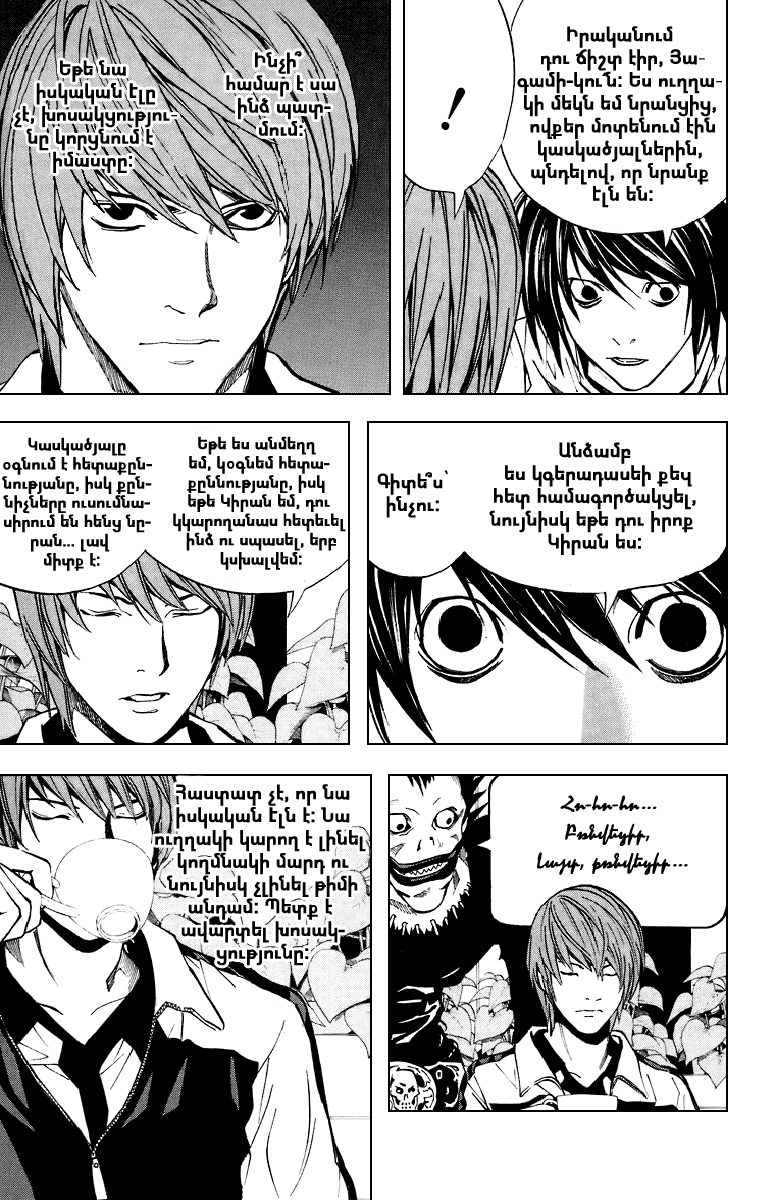 Իրականում
դու ճիշտ էիր, Յա-
գամի-կուն: Ես ուղղա-
կի մեկն եմ նրանցից,
ովքեր մոտենում էին
կասկածյալներին,
պնդելով, որ նրանք
էլն են:
!
Ինչի՞
համար է սա
ինձ պատ-
մում:
Եթե նա
իսկական էլը
չէ, խոսակցությու-
նը կորցնում է
իմաստը:
Անձամբ
ես կգերադասեի քեզ
հետ համագործակցել,
նույնիսկ եթե դու իրոք
Կիրան ես:
Գիտե՞ս՝
ինչու:
Եթե ես անմեղ
եմ, կօգնեմ հետա-
քըննությանը, իսկ
եթե Կիրան եմ, դու
կկարողանաս հետեւել
ինձ ու սպասել, երբ
կսխալվեմ:
Կասկածյալը
օգնում է հետաքըն-
նությանը, իսկ քըն-
նիչները ուսումնա-
սիրում են հենց նը-
րան... լավ
միտք է:
Հո-հո-հո...
Բռնվեցիր,
Լայտ, բռնվեցիր...
Հաստատ չէ, որ նա
իսկական էլն է: Նա
ուղղակի կարող է լինել
կողմնակի մարդ ու
նույնիսկ չլինել թիմի
անդամ: Պետք է
ավարտել խոսակ-
ցությունը: